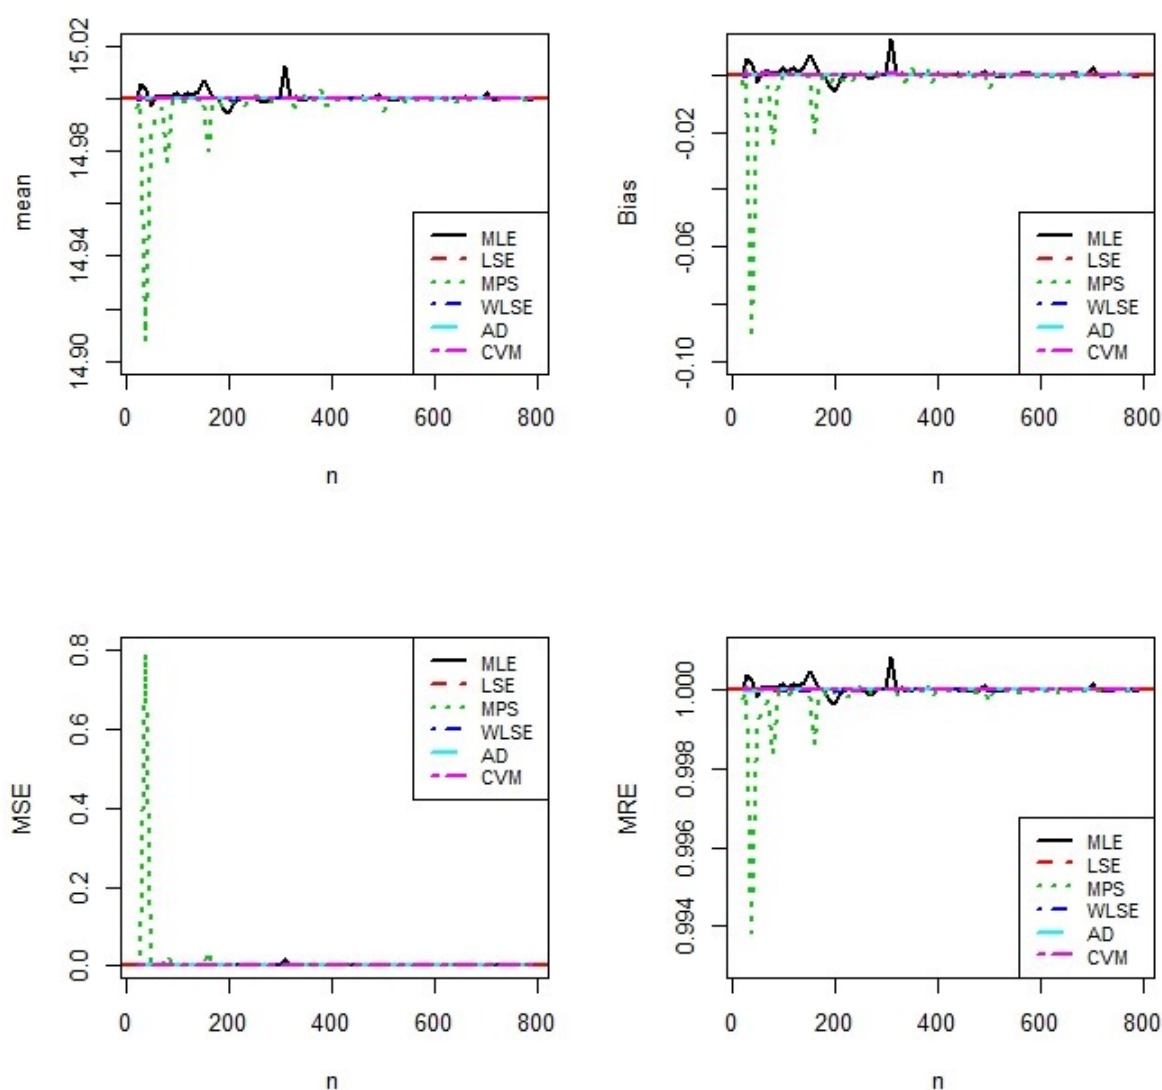 mean
15.02
14.98
14.94
14.90
MLE
LSE
MPS
WLSE
AD
CVM
0 200 400 600 800
n
Bias
-0.02
-0.06
-0.10
MLE
LSE
MPS
WLSE
AD
CVM
0 200 400 600 800
n
MSE
0.8
0.6
0.4
0.2
0.0
MLE
LSE
MPS
WLSE
AD
CVM
0 200 400 600 800
n
MRE
1.000
0.998
0.996
0.994
MLE
LSE
MPS
WLSE
AD
CVM
0 200 400 600 800
n